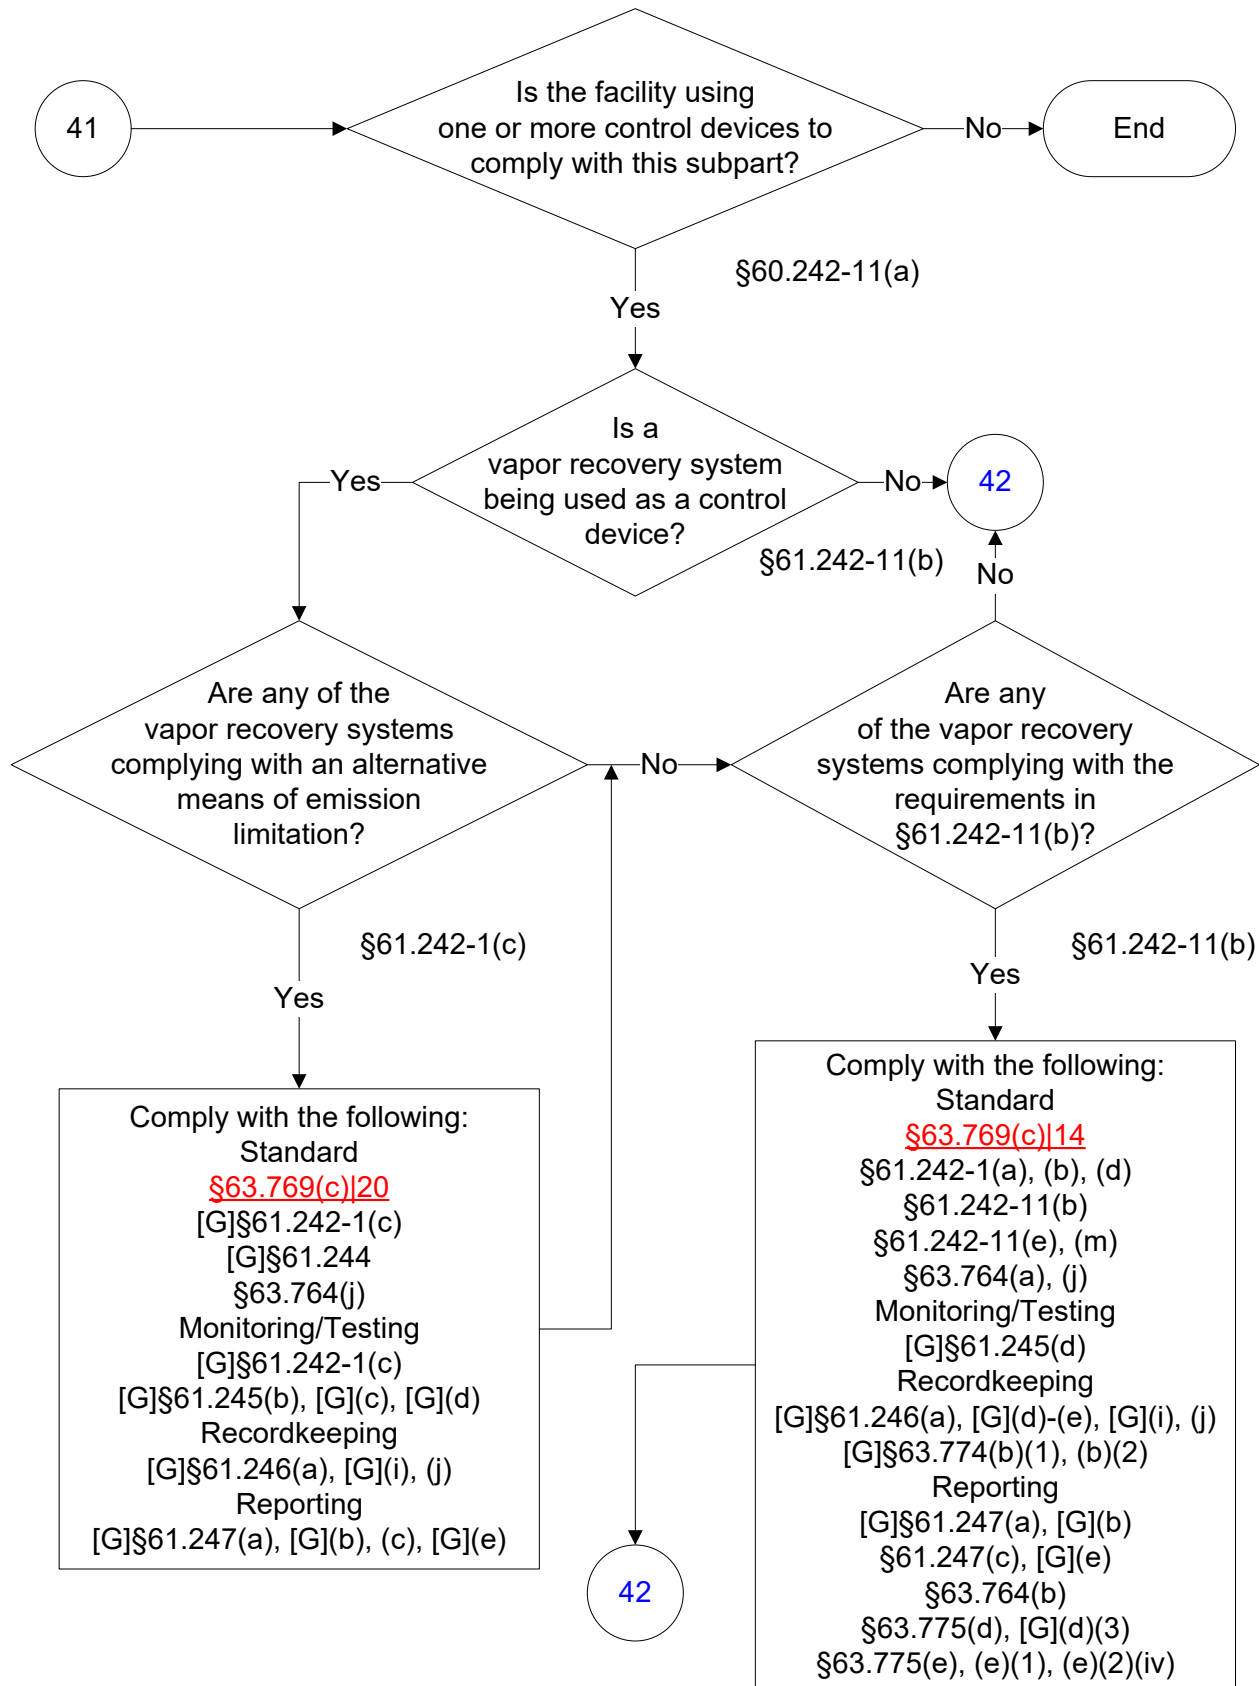 41
Is the facility using
one or more control devices to
comply with this subpart?
No
End
§60.242-11(a)
Yes
Is a
vapor recovery system
being used as a control
device?
Yes
No
42
§61.242-11(b)
No
Are any of the
vapor recovery systems
complying with an alternative
means of emission
limitation?
No
Are any
of the vapor recovery
systems complying with the
requirements in
§61.242-11(b)?
§61.242-1(c)
Yes
§61.242-11(b)
Yes
Comply with the following:
Standard
§63.769(c)|20
[G]§61.242-1(c)
[G]§61.244
§63.764(j)
Monitoring/Testing
[G]§61.242-1(c)
[G]§61.245(b), [G](c), [G](d)
Recordkeeping
[G]§61.246(a), [G](i), (j)
Reporting
[G]§61.247(a), [G](b), (c), [G](e)
Comply with the following:
Standard
§63.769(c)|14
§61.242-1(a), (b), (d)
§61.242-11(b)
§61.242-11(e), (m)
§63.764(a), (j)
Monitoring/Testing
[G]§61.245(d)
Recordkeeping
[G]§61.246(a), [G](d)-(e), [G](i), (j)
[G]§63.774(b)(1), (b)(2)
Reporting
[G]§61.247(a), [G](b)
§61.247(c), [G](e)
§63.764(b)
§63.775(d), [G](d)(3)
§63.775(e), (e)(1), (e)(2)(iv)
42